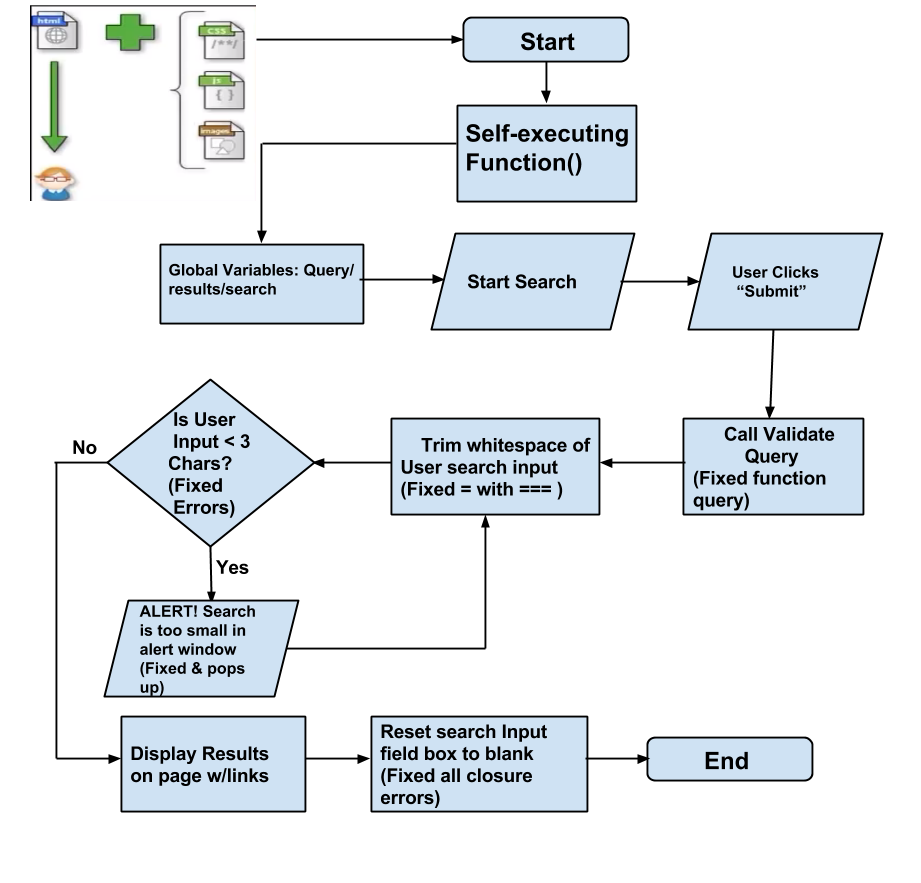 html
CSS
/**/
js
{ }
images
Start
Self-executing
Function()
Global Variables: Query/
results/search
Start Search
User Clicks
“Submit”
Call Validate
Query
(Fixed function
query)
Trim whitespace of
User search input
(Fixed = with === )
Is User
Input < 3
Chars?
(Fixed
Errors)
No
Yes
ALERT! Search
is too small in
alert window
(Fixed & pops
up)
Display Results
on page w/links
Reset search Input
field box to blank
(Fixed all closure
errors)
End